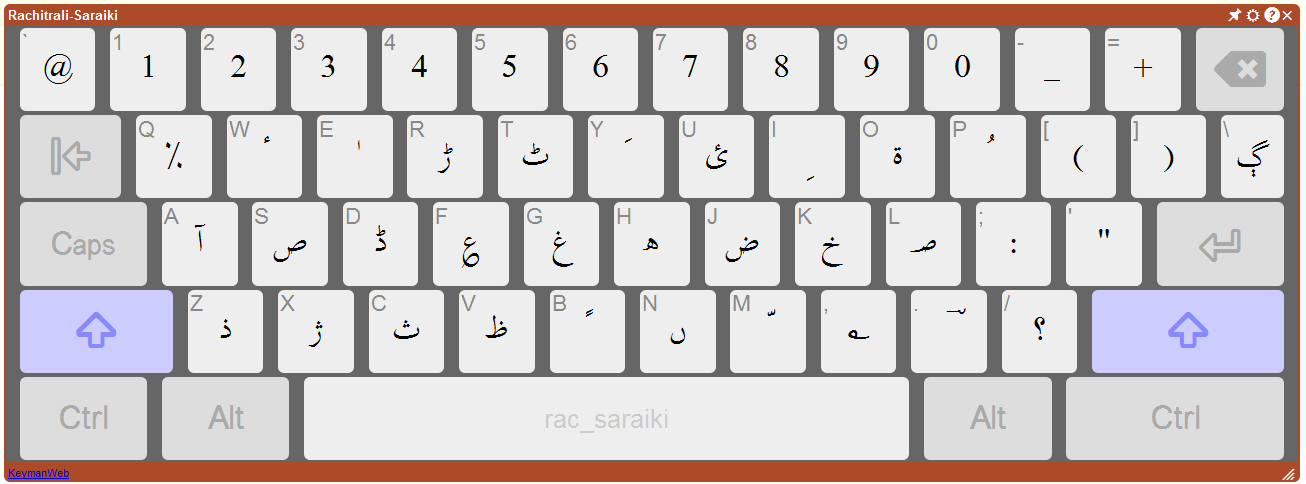 Rachitrali-Saraiki
` @ 1 1 2 2 3 3 4 4 5 5 6 6 7 7 8 8 9 9 0 0 - _ = +
Q ٪ W ٔ E ٰ R ڑ T ٹ Y َ U ئ I ِ O ة P ُ [ ( ] ) \ ڳ
Caps A آ S ص D ڈ F ؏ G غ H ھ J ض K خ L ؃ ; : ' "
Z ذ X ژ C ث V ظ B ً N ں M ّ , ؎ . ؄ / ؟
Ctrl Alt rac_saraiki Alt Ctrl
KeymanWeb